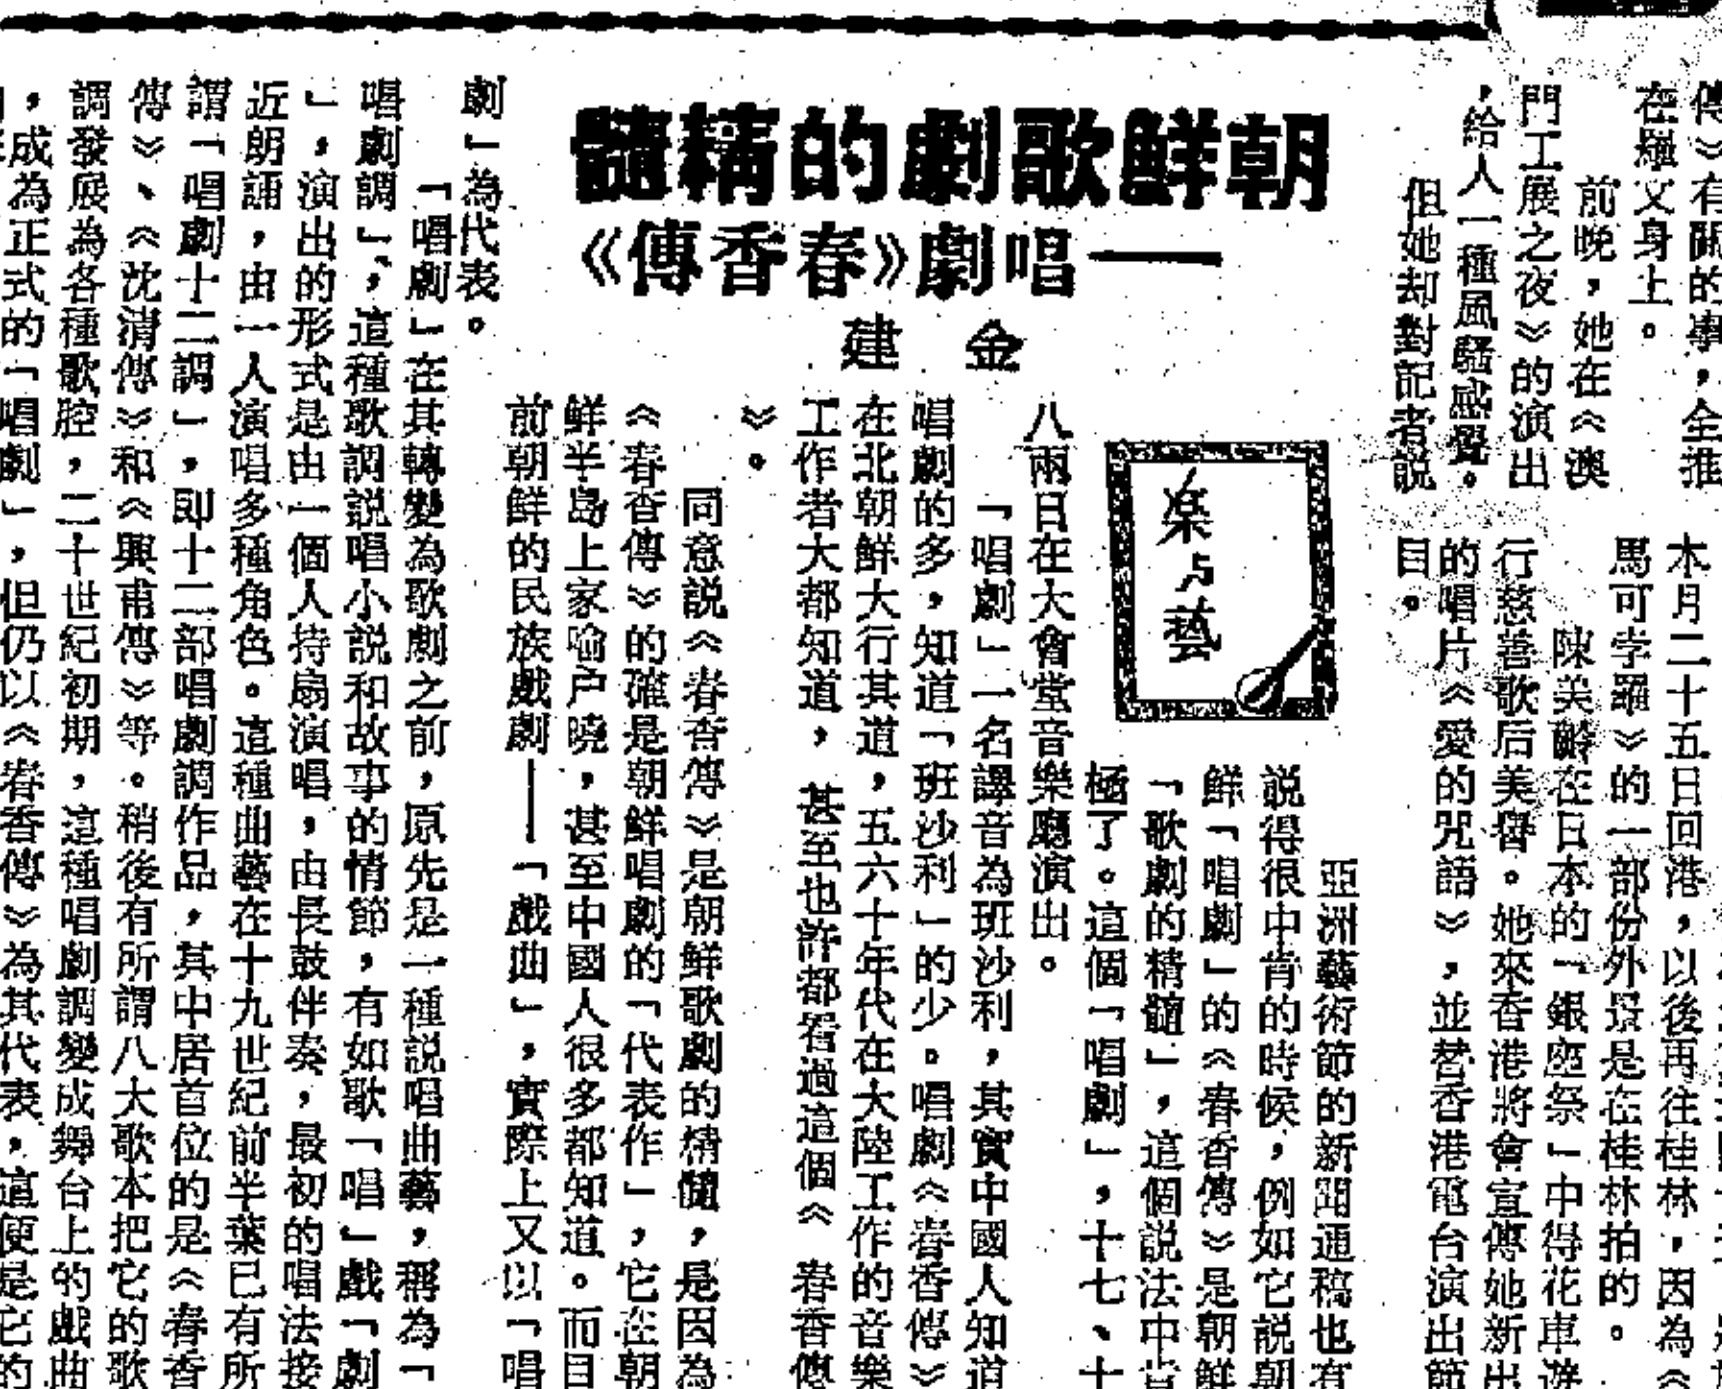 傳》有關的事,全推
在羅文身上。
前晚,她在《澳
門工展之夜》的演出
,給人一種風騷感覺。
但她却對記者說
木月二十五日回港,以後再往桂林,因為《
馬可孛羅》的一部份外景是在桂林拍的。
陳美齡在日本的「銀座祭」中得花車遊
行慈善歌后美譽。她來香港將會宣傳她新出
的唱片《愛的咒語》,並替香港電台演出節
目。
朝鮮歌劇的精髓
——唱劇《春香傳》
金建
楽与藝
亞洲藝術節的新聞通稿也有
說得很中肯的時候,例如它說朝
鮮「唱劇」的《春香傳》是朝鮮
「歌劇的精髓」,這個說法中肯
極了。這個「唱劇」,十七、十
八兩日在大會堂音樂廳演出。
「唱劇」一名譯音為班沙利,其實中國人知道
唱劇的多,知道「班沙利」的少。唱劇《春香傳》
在北朝鮮大行其道,五六十年代在大陸工作的音樂
工作者大都知道,甚至也許都看過這個《春香傳
》。
同意說《春香傳》是朝鮮歌劇的精髓,是因為
《春香傳》的確是朝鮮唱劇的「代表作」,它在朝
鮮半島上家喻户曉,甚至中國人很多都知道。而目
前朝鮮的民族戲劇——「戲曲」,實際上又以「唱
劇」為代表。
「唱劇」在其轉變為歌劇之前,原先是一種說唱曲藝,稱為「
唱劇調」,這種歌調說唱小說和故事的情節,有如歌「唱」戲「劇
」,演出的形式是由一個人持扇演唱,由長鼓伴奏,最初的唱法接
近朗誦,由一人演唱多種角色。這種曲藝在十九世紀前半葉已有所
謂「唱劇十二調」,即十二部唱劇調作品,其中居首位的是《春香
傳》、《沈清傳》和《興甫傳》等。稍後有所謂八大歌本把它的歌
調發展為各種歌腔,二十世紀初期,這種唱劇調變成舞台上的戲曲
,成為正式的「唱劇」,但仍以《春香傳》為其代表,這便是它的